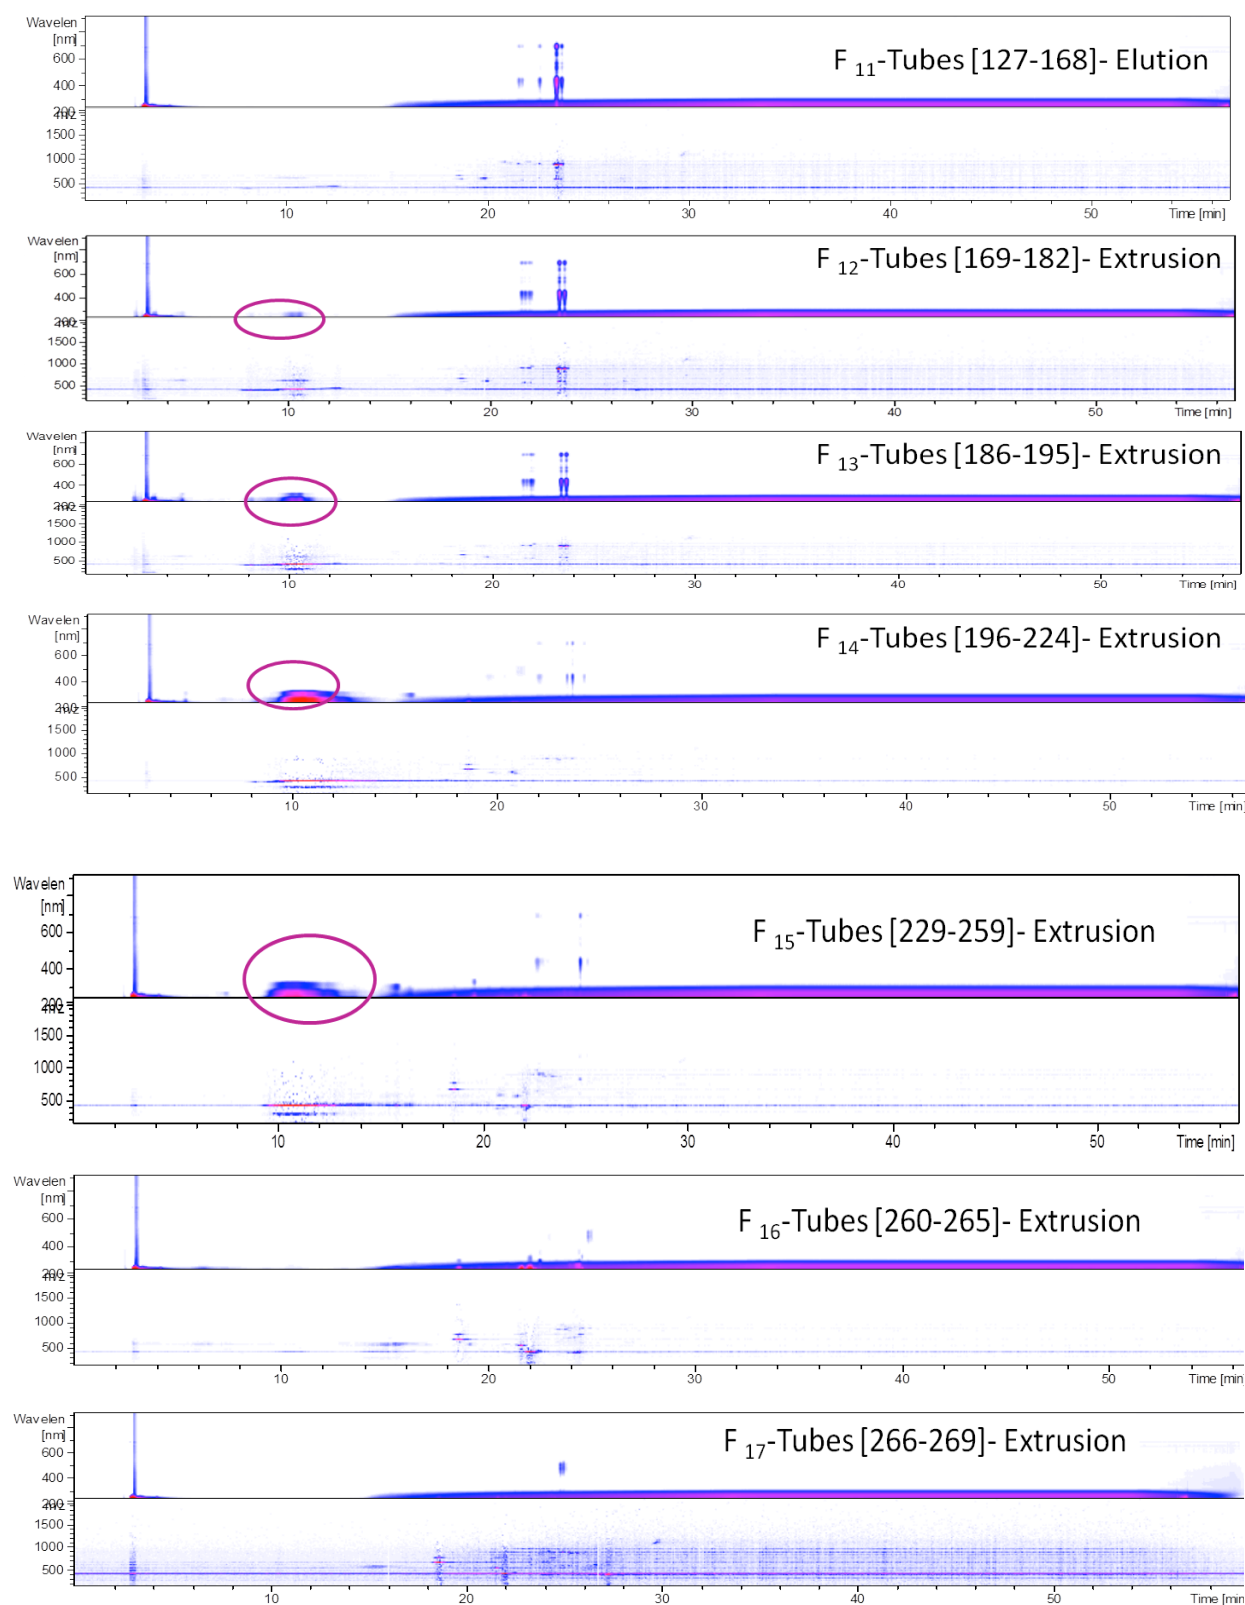 Wavelen
[nm]
F 11-Tubes [127-168]- Elution
600
400
200
m/z
1500
1000
500
10 20 30 40 50 Time [min]
Wavelen
[nm]
F 12-Tubes [169-182]- Extrusion
600
400
200
m/z
1500
1000
500
10 20 30 40 50 Time [min]
Wavelen
[nm]
F 13-Tubes [186-195]- Extrusion
600
400
200
m/z
1500
1000
500
10 20 30 40 50 Time [min]
Wavelen
[nm]
F 14-Tubes [196-224]- Extrusion
600
400
200
m/z
1500
1000
500
10 20 30 40 50 Time [min]
Wavelen
[nm]
F 15-Tubes [229-259]- Extrusion
600
400
200
m/z
1500
1000
500
10 20 30 40 50 Time [min]
Wavelen
[nm]
F 16-Tubes [260-265]- Extrusion
600
400
200
m/z
1500
1000
500
10 20 30 40 50 Time [min]
Wavelen
[nm]
F 17-Tubes [266-269]- Extrusion
600
400
200
m/z
1500
1000
500
10 20 30 40 50 Time [min]